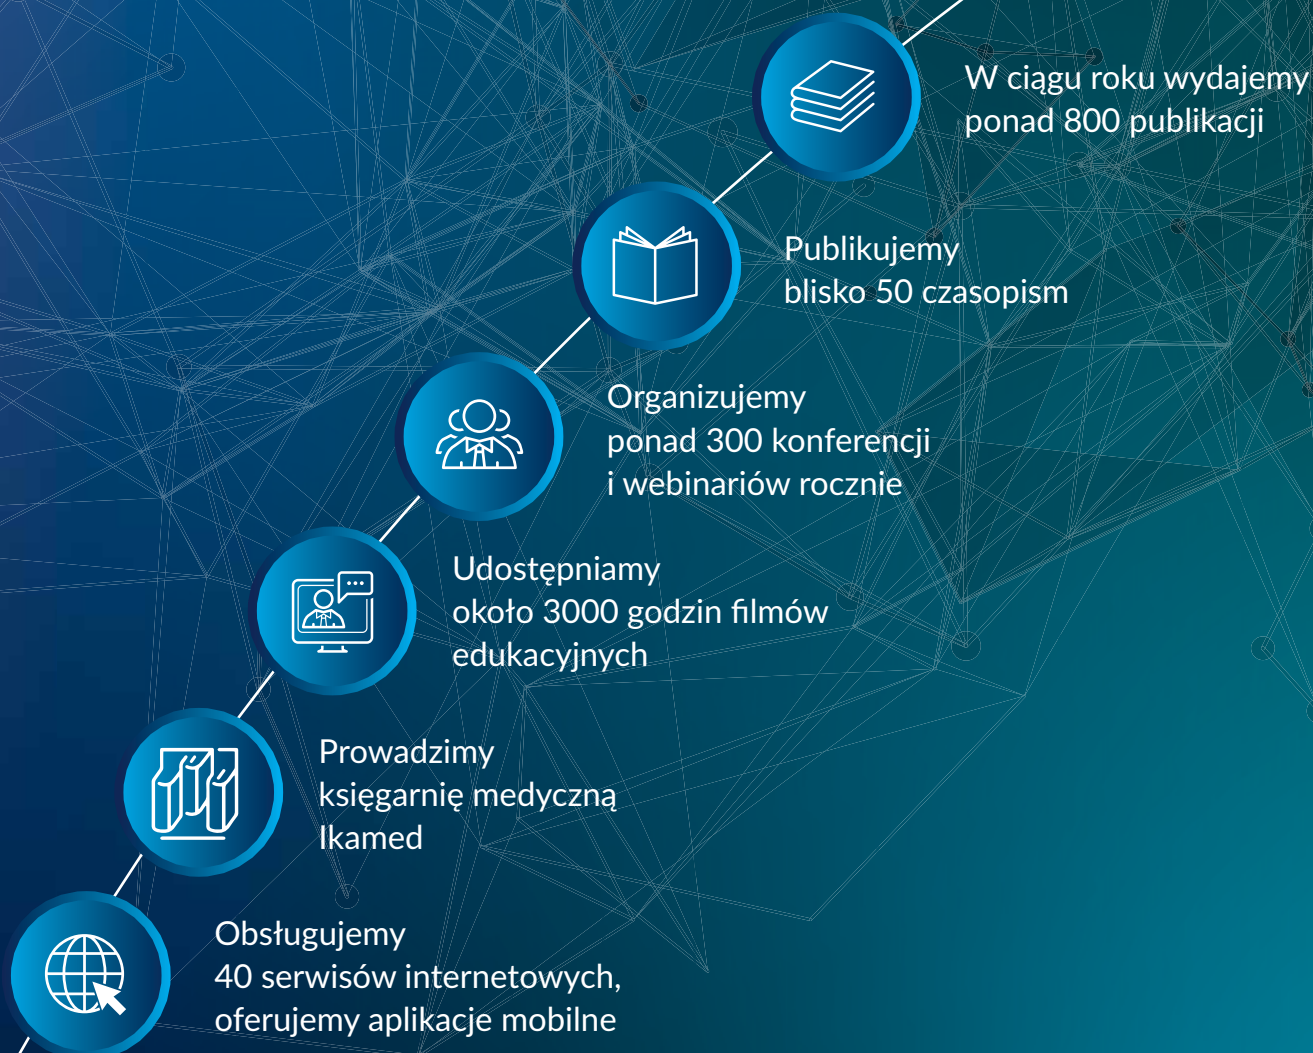 W ciągu roku wydajemy
ponad 800 publikacji
Publikujemy
blisko 50 czasopism
Organizujemy
ponad 300 konferencji
i webinariów rocznie
Udostępniamy
około 3000 godzin filmów
edukacyjnych
Prowadzimy
księgarnię medyczną
Ikamed
Obsługujemy
40 serwisów internetowych,
oferujemy aplikacje mobilne